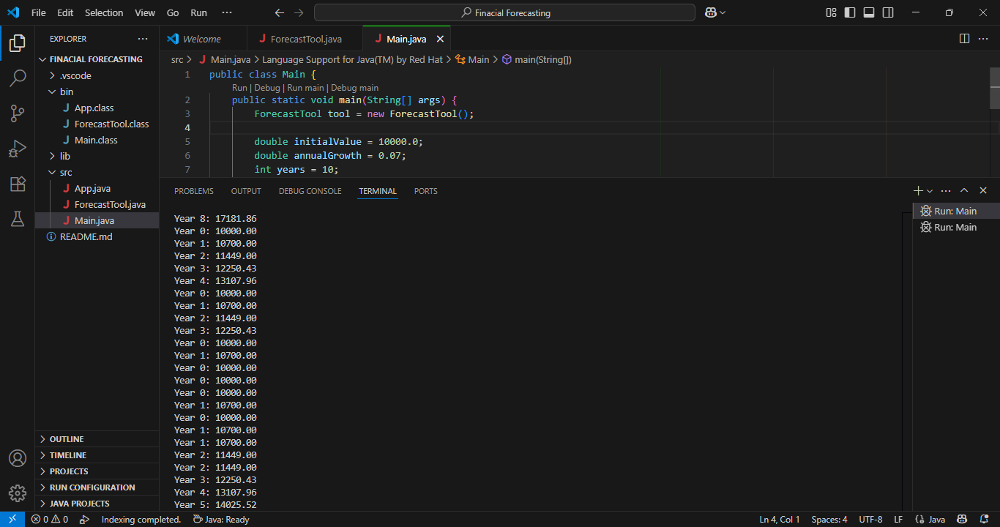 File Edit Selection View Go Run ··· Finacial Forecasting
EXPLORER ···
FINACIAL FORECASTING
.vscode
bin
J App.class
J ForecastTool.class
J Main.class
lib
src
J App.java
J ForecastTool.java
J Main.java
README.md
OUTLINE
TIMELINE
PROJECTS
RUN CONFIGURATION
JAVA PROJECTS
Welcome J ForecastTool.java J Main.java
src > J Main.java > Language Support for Java(TM) by Red Hat > Main > main(String[])
1 public class Main {
Run | Debug | Run main | Debug main
2 public static void main(String[] args) {
3 ForecastTool tool = new ForecastTool();
4
5 double initialValue = 10000.0;
6 double annualGrowth = 0.07;
7 int years = 10;
PROBLEMS OUTPUT DEBUG CONSOLE TERMINAL PORTS
Year 8: 17181.86
Year 0: 10000.00
Year 1: 10700.00
Year 2: 11449.00
Year 3: 12250.43
Year 4: 13107.96
Year 0: 10000.00
Year 1: 10700.00
Year 2: 11449.00
Year 3: 12250.43
Year 0: 10000.00
Year 1: 10700.00
Year 0: 10000.00
Year 0: 10000.00
Year 0: 10000.00
Year 1: 10700.00
Year 0: 10000.00
Year 1: 10700.00
Year 1: 10700.00
Year 2: 11449.00
Year 2: 11449.00
Year 3: 12250.43
Year 4: 13107.96
Year 5: 14025.52
Run: Main
Run: Main
0 0 Indexing completed. Java: Ready Ln 4, Col 1 Spaces: 4 UTF-8 LF {} Java